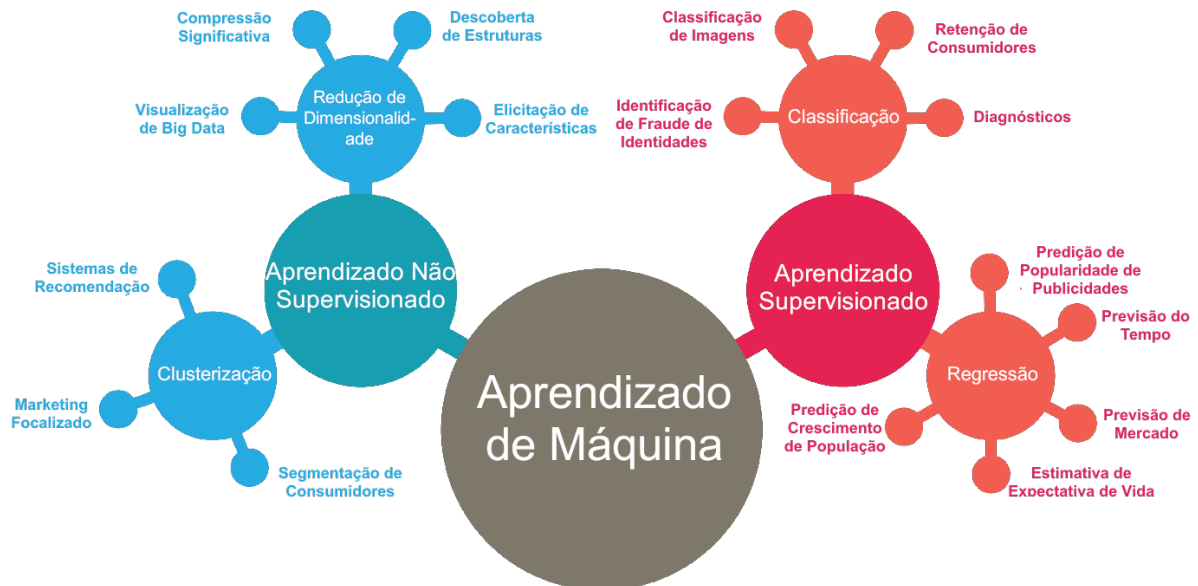 Compressão
Significativa
Descoberta
de Estruturas
Visualização
de Big Data
Redução de
Dimensionalid-
ade
Elicitação de
Características
Classificação
de Imagens
Retenção de
Consumidores
Identificação
de Fraude de
Identidades
Classificação
Diagnósticos
Sistemas de
Recomendação
Aprendizado Não
Supervisionado
Clusterização
Marketing
Focalizado
Segmentação de
Consumidores
Aprendizado
de Máquina
Aprendizado
Supervisionado
Predição de
Popularidade de
Publicidades
Previsão do
Tempo
Regressão
Predição de
Crescimento
de População
Previsão de
Mercado
Estimativa de
Expectativa de Vida